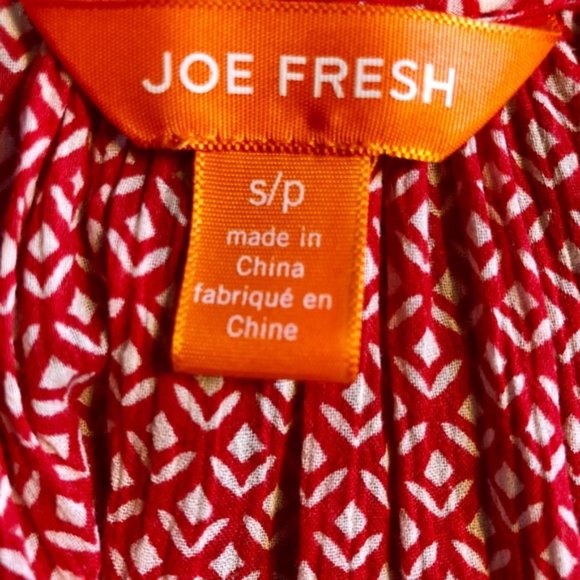 JOE FRESH
s/p
made in
China
fabriqué en
Chine